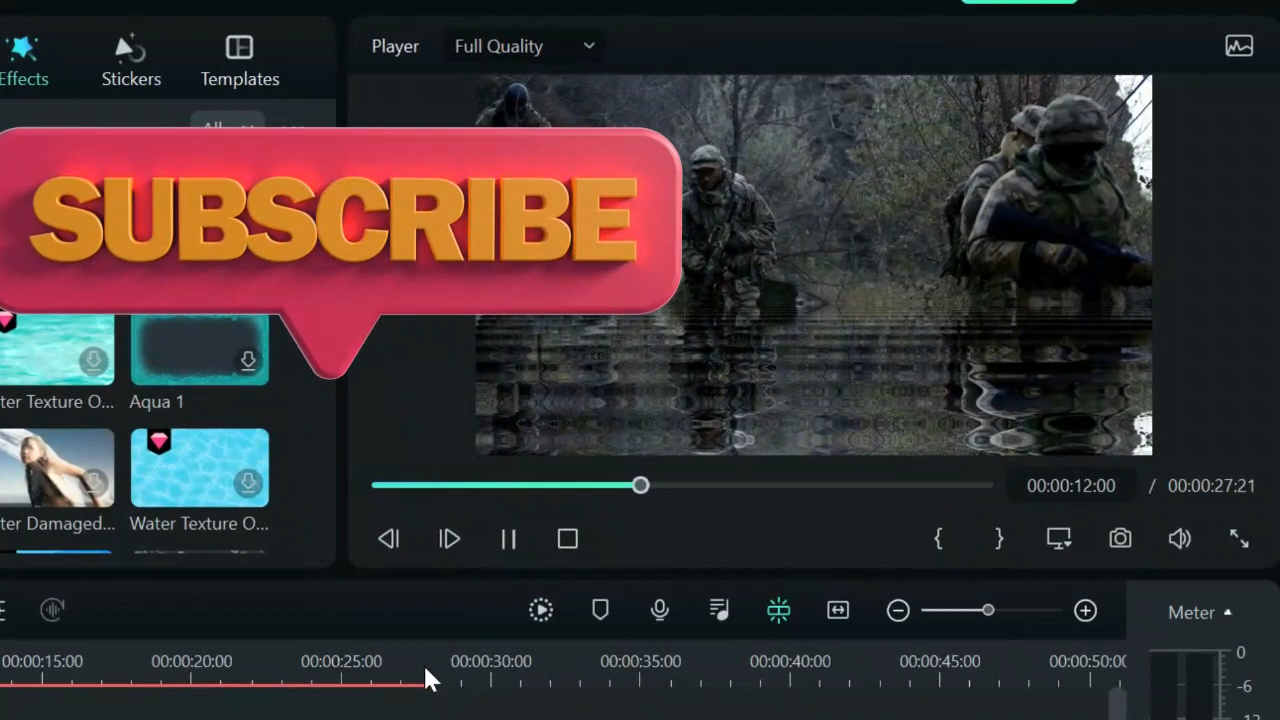 Effects
Stickers
Templates
Player
Full Quality
All
SUBSCRIBE
ter Texture O...
Aqua 1
ter Damaged...
Water Texture O...
00:00:12:00 / 00:00:27:21
{ }
Meter
00:00:15:00
00:00:20:00
00:00:25:00
00:00:30:00
00:00:35:00
00:00:40:00
00:00:45:00
00:00:50:00
0
-6